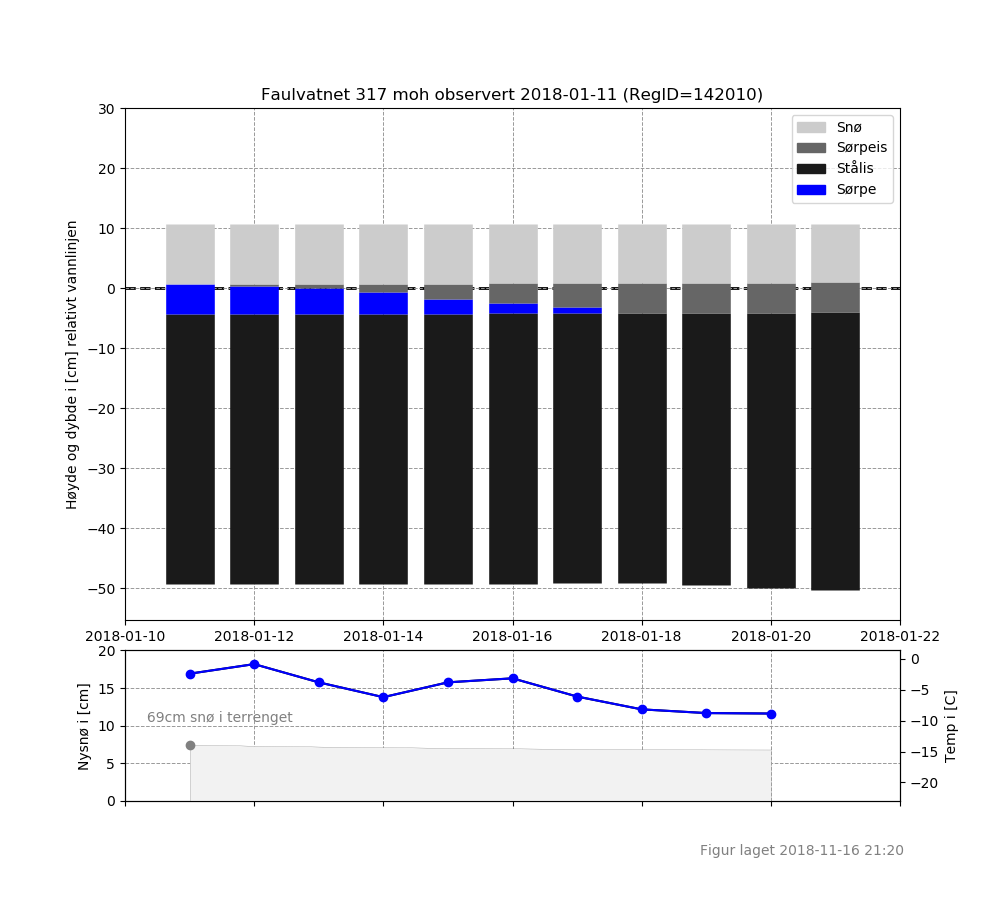 Faulvatnet 317 moh observert 2018-01-11 (RegID=142010)
Høyde og dybde i [cm] relativt vannlinjen
30
20
10
0
−10
−20
−30
−40
−50
Snø
Sørpeis
Stålis
Sørpe
2018-01-10 2018-01-12 2018-01-14 2018-01-16 2018-01-18 2018-01-20 2018-01-22
Nysnø i [cm]
20
15
10
5
0
69cm snø i terrenget
0
−5
−10
−15
−20
Temp i [C]
Figur laget 2018-11-16 21:20